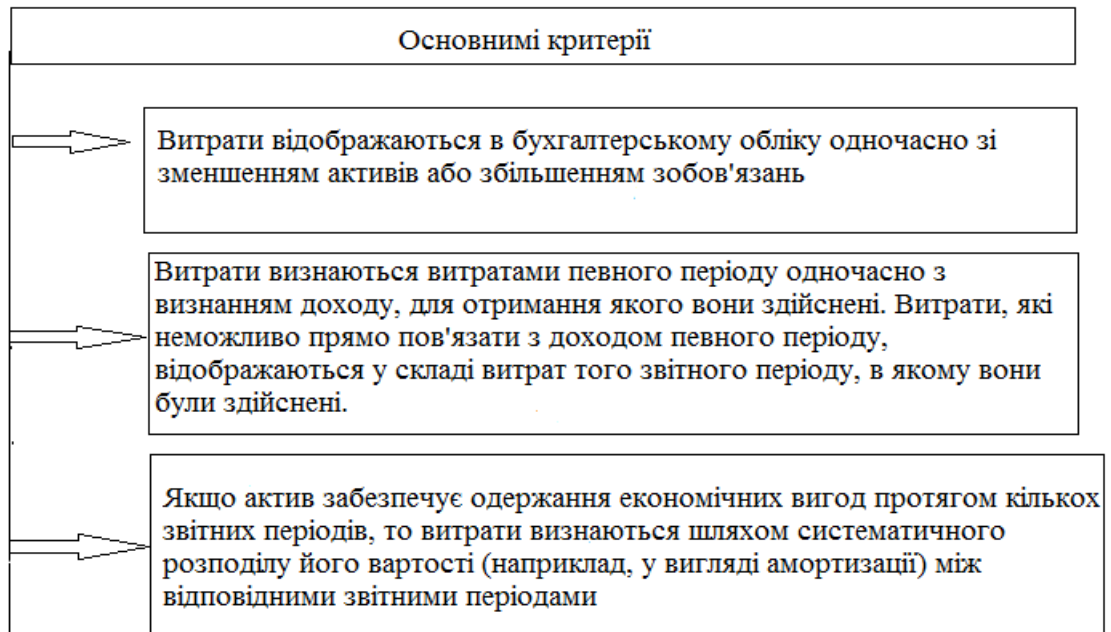 Основнимі критерії
Витрати відображаються в бухгалтерському обліку одночасно зі
зменшенням активів або збільшенням зобов'язань
Витрати визнаються витратами певного періоду одночасно з
визнанням доходу, для отримання якого вони здійснені. Витрати, які
неможливо прямо пов'язати з доходом певного періоду,
відображаються у складі витрат того звітного періоду, в якому вони
були здійснені.
Якщо актив забезпечує одержання економічних вигод протягом кількох
звітних періодів, то витрати визнаються шляхом систематичного
розподілу його вартості (наприклад, у вигляді амортизації) між
відповідними звітними періодами